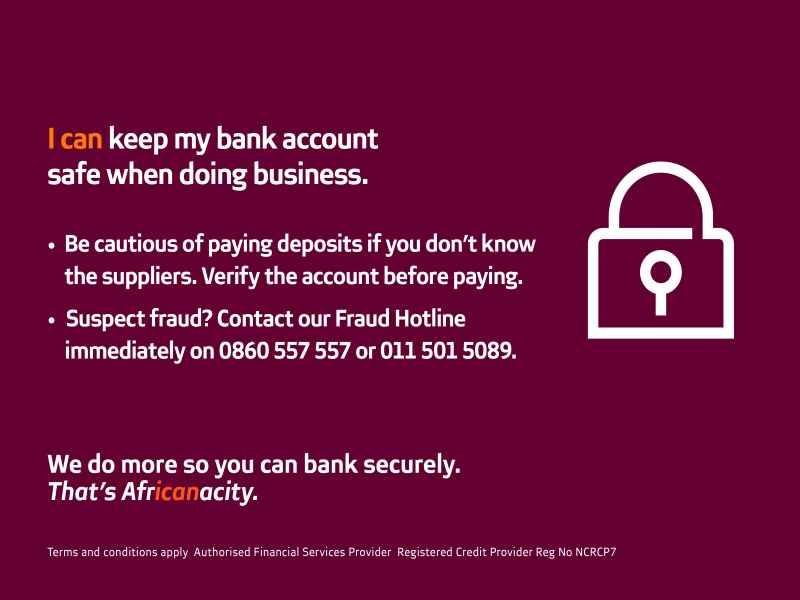 I can keep my bank account
safe when doing business.
• Be cautious of paying deposits if you don't know
the suppliers. Verify the account before paying.
• Suspect fraud? Contact our Fraud Hotline
immediately on 0860 557 557 or 011 501 5089.
We do more so you can bank securely.
That's Africanacity.
Terms and conditions apply  Authorised Financial Services Provider  Registered Credit Provider Reg No NCRCP7